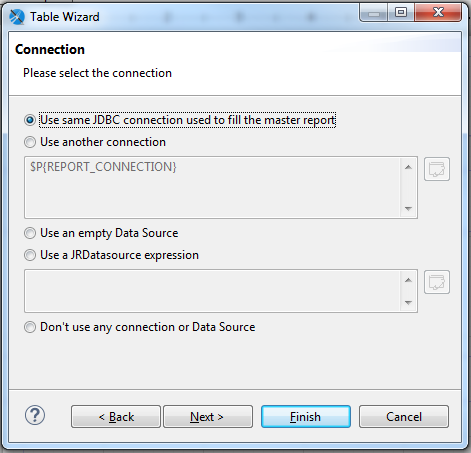 Table Wizard
Connection
Please select the connection
Use same JDBC connection used to fill the master report
Use another connection
$P{REPORT_CONNECTION}
Use an empty Data Source
Use a JRDatasource expression
Don't use any connection or Data Source
? < Back Next > Finish Cancel